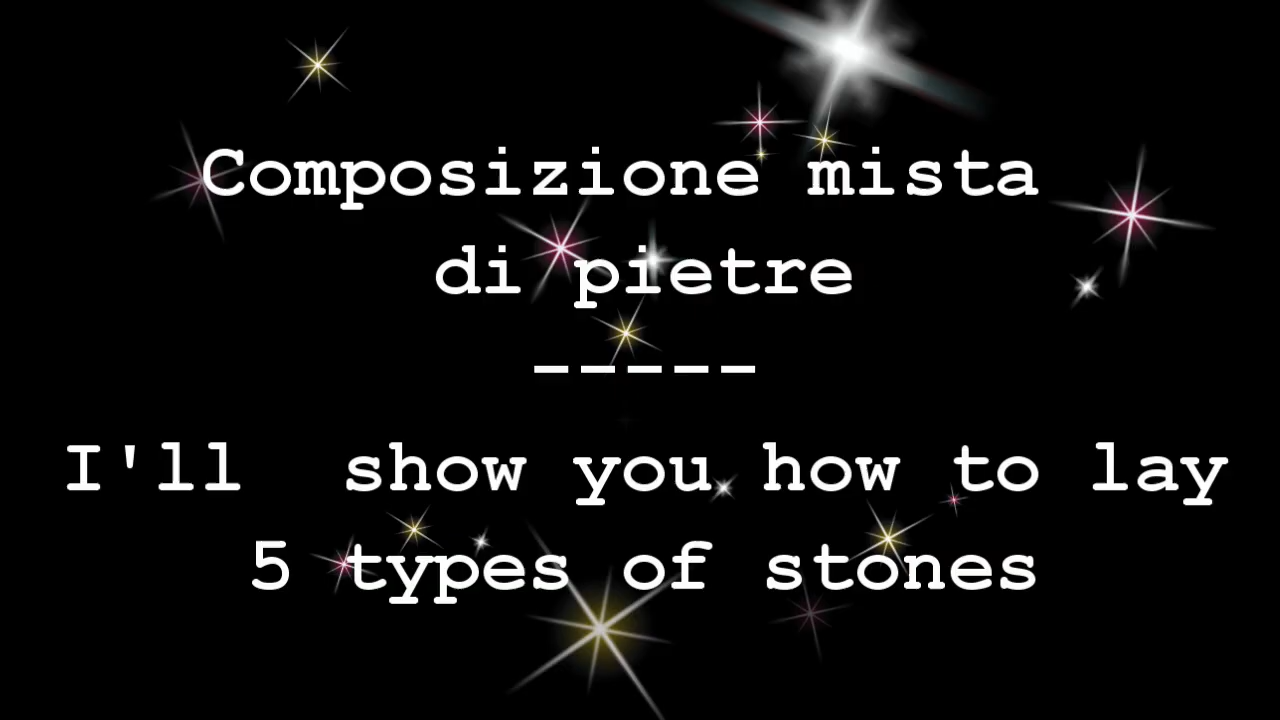 Composizione mista
di pietre
-----
I'll show you how to lay
5 types of stones